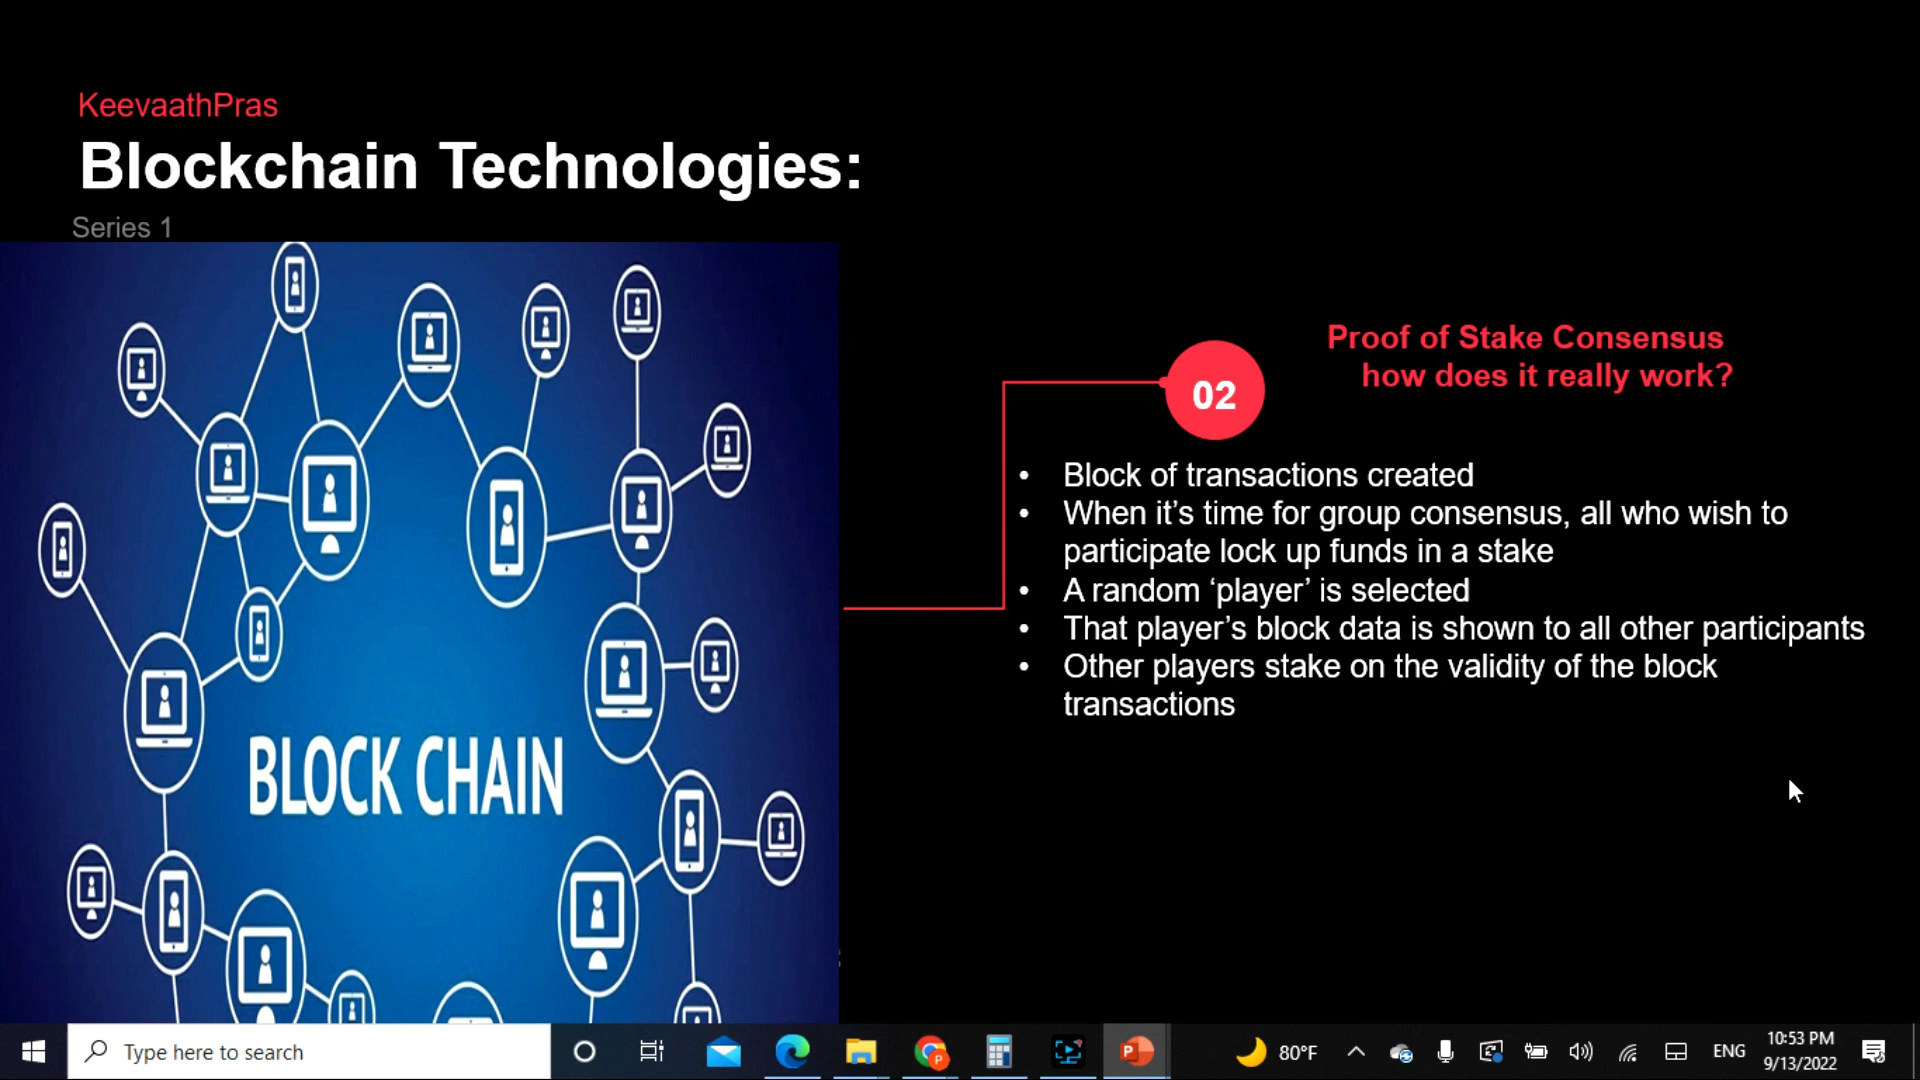 KeevaathPras
Blockchain Technologies:
Series 1
BLOCK CHAIN
02
Proof of Stake Consensus
how does it really work?
• Block of transactions created
• When it’s time for group consensus, all who wish to
participate lock up funds in a stake
• A random ‘player’ is selected
• That player’s block data is shown to all other participants
• Other players stake on the validity of the block
transactions
Type here to search
P
P
80°F
ENG
10:53 PM
9/13/2022